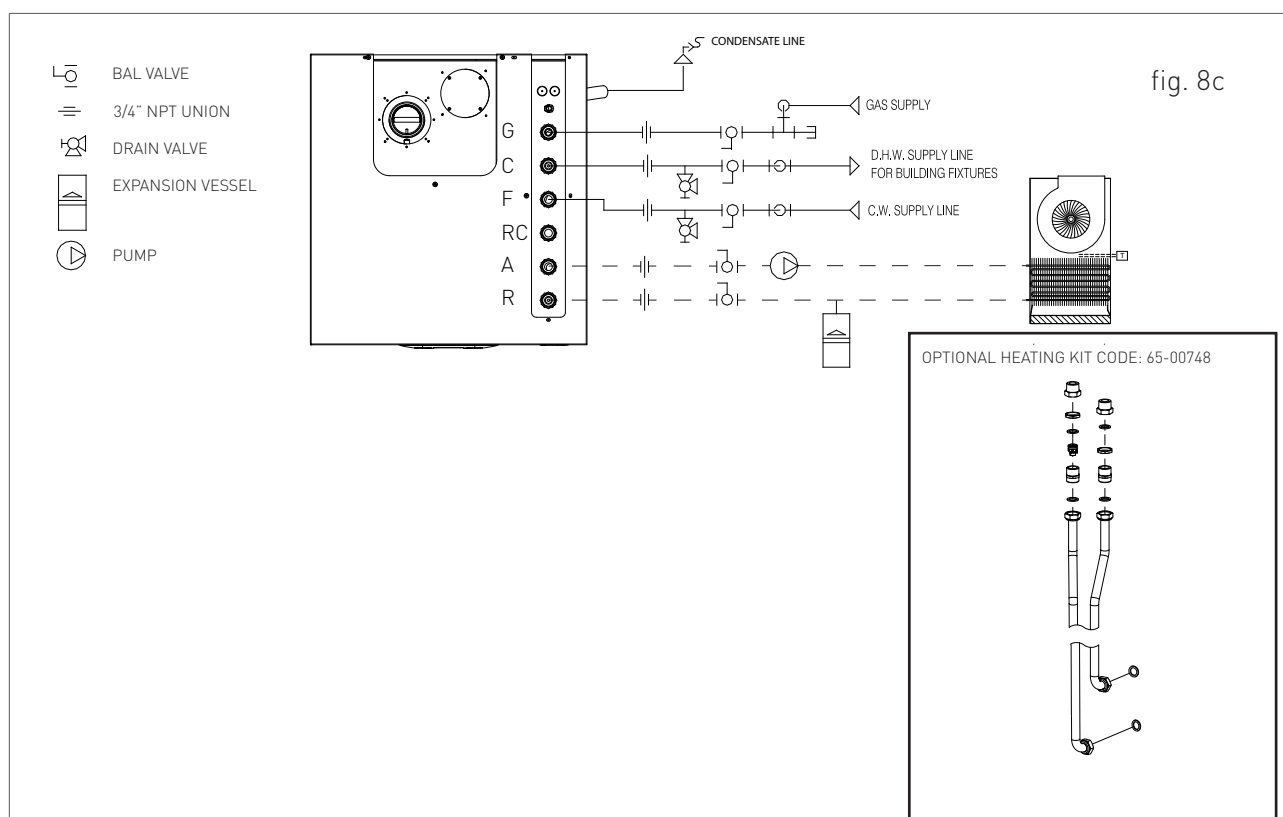 BAL VALVE
3/4" NPT UNION
DRAIN VALVE
EXPANSION VESSEL
PUMP
CONDENSATE LINE
fig. 8c
G
GAS SUPPLY
C
D.H.W. SUPPLY LINE
FOR BUILDING FIXTURES
F
C.W. SUPPLY LINE
RC
A
R
T
OPTIONAL HEATING KIT CODE: 65-00748